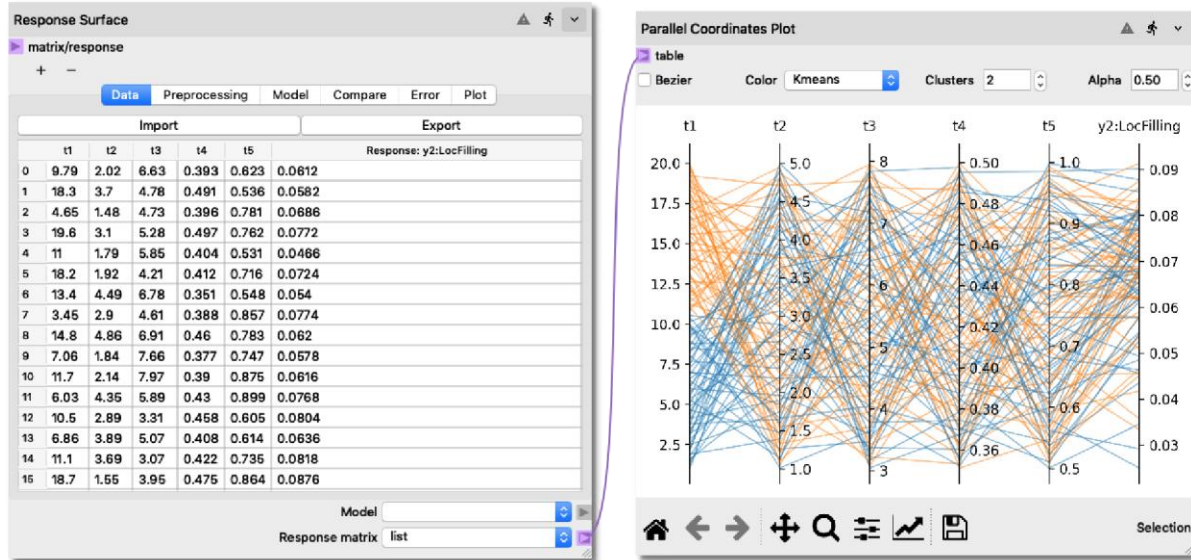 Response Surface
matrix/response
+ −
Data Preprocessing Model Compare Error Plot
Import Export
t1 t2 t3 t4 t5 Response: y2:LocFilling
0 9.79 2.02 6.63 0.393 0.623 0.0612
1 18.3 3.7 4.78 0.491 0.536 0.0582
2 4.65 1.48 4.73 0.396 0.781 0.0686
3 19.6 3.1 5.28 0.497 0.762 0.0772
4 11 1.79 5.85 0.404 0.531 0.0466
5 18.2 1.92 4.21 0.412 0.716 0.0724
6 13.4 4.49 6.78 0.351 0.548 0.054
7 3.45 2.9 4.61 0.388 0.857 0.0774
8 14.8 4.86 6.91 0.46 0.783 0.062
9 7.06 1.84 7.66 0.377 0.747 0.0578
10 11.7 2.14 7.97 0.39 0.875 0.0616
11 6.03 4.35 5.89 0.43 0.899 0.0768
12 10.5 2.89 3.31 0.458 0.605 0.0804
13 6.86 3.89 5.07 0.408 0.614 0.0636
14 11.1 3.69 3.07 0.422 0.735 0.0818
15 18.7 1.55 3.95 0.475 0.864 0.0876
Model
Response matrix list
Parallel Coordinates Plot
table
Bezier Color Kmeans Clusters 2 Alpha 0.50
t1 t2 t3 t4 t5 y2:LocFilling
20.0
17.5
15.0
12.5
10.0
7.5
5.0
2.5
5.0
4.5
4.0
3.5
3.0
2.5
2.0
1.5
1.0
8
7
6
5
4
3
0.50
0.48
0.46
0.44
0.42
0.40
0.38
0.36
1.0
0.9
0.8
0.7
0.6
0.5
0.09
0.08
0.07
0.06
0.05
0.04
0.03
Selection